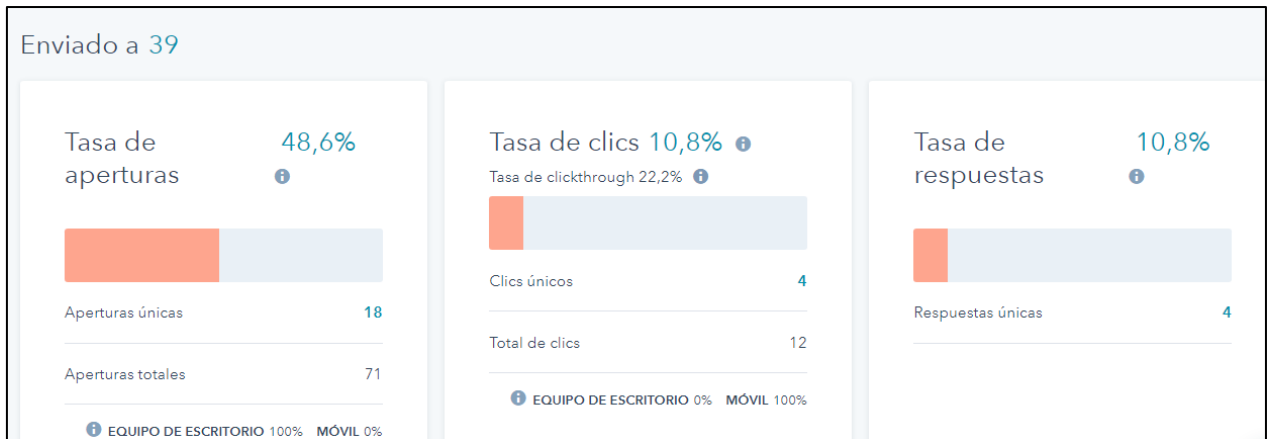 Enviado a 39
Tasa de aperturas 48,6%
Aperturas únicas 18
Aperturas totales 71
EQUIPO DE ESCRITORIO 100% MÓVIL 0%
Tasa de clics 10,8%
Tasa de clickthrough 22,2%
Clics únicos 4
Total de clics 12
EQUIPO DE ESCRITORIO 0% MÓVIL 100%
Tasa de respuestas 10,8%
Respuestas únicas 4